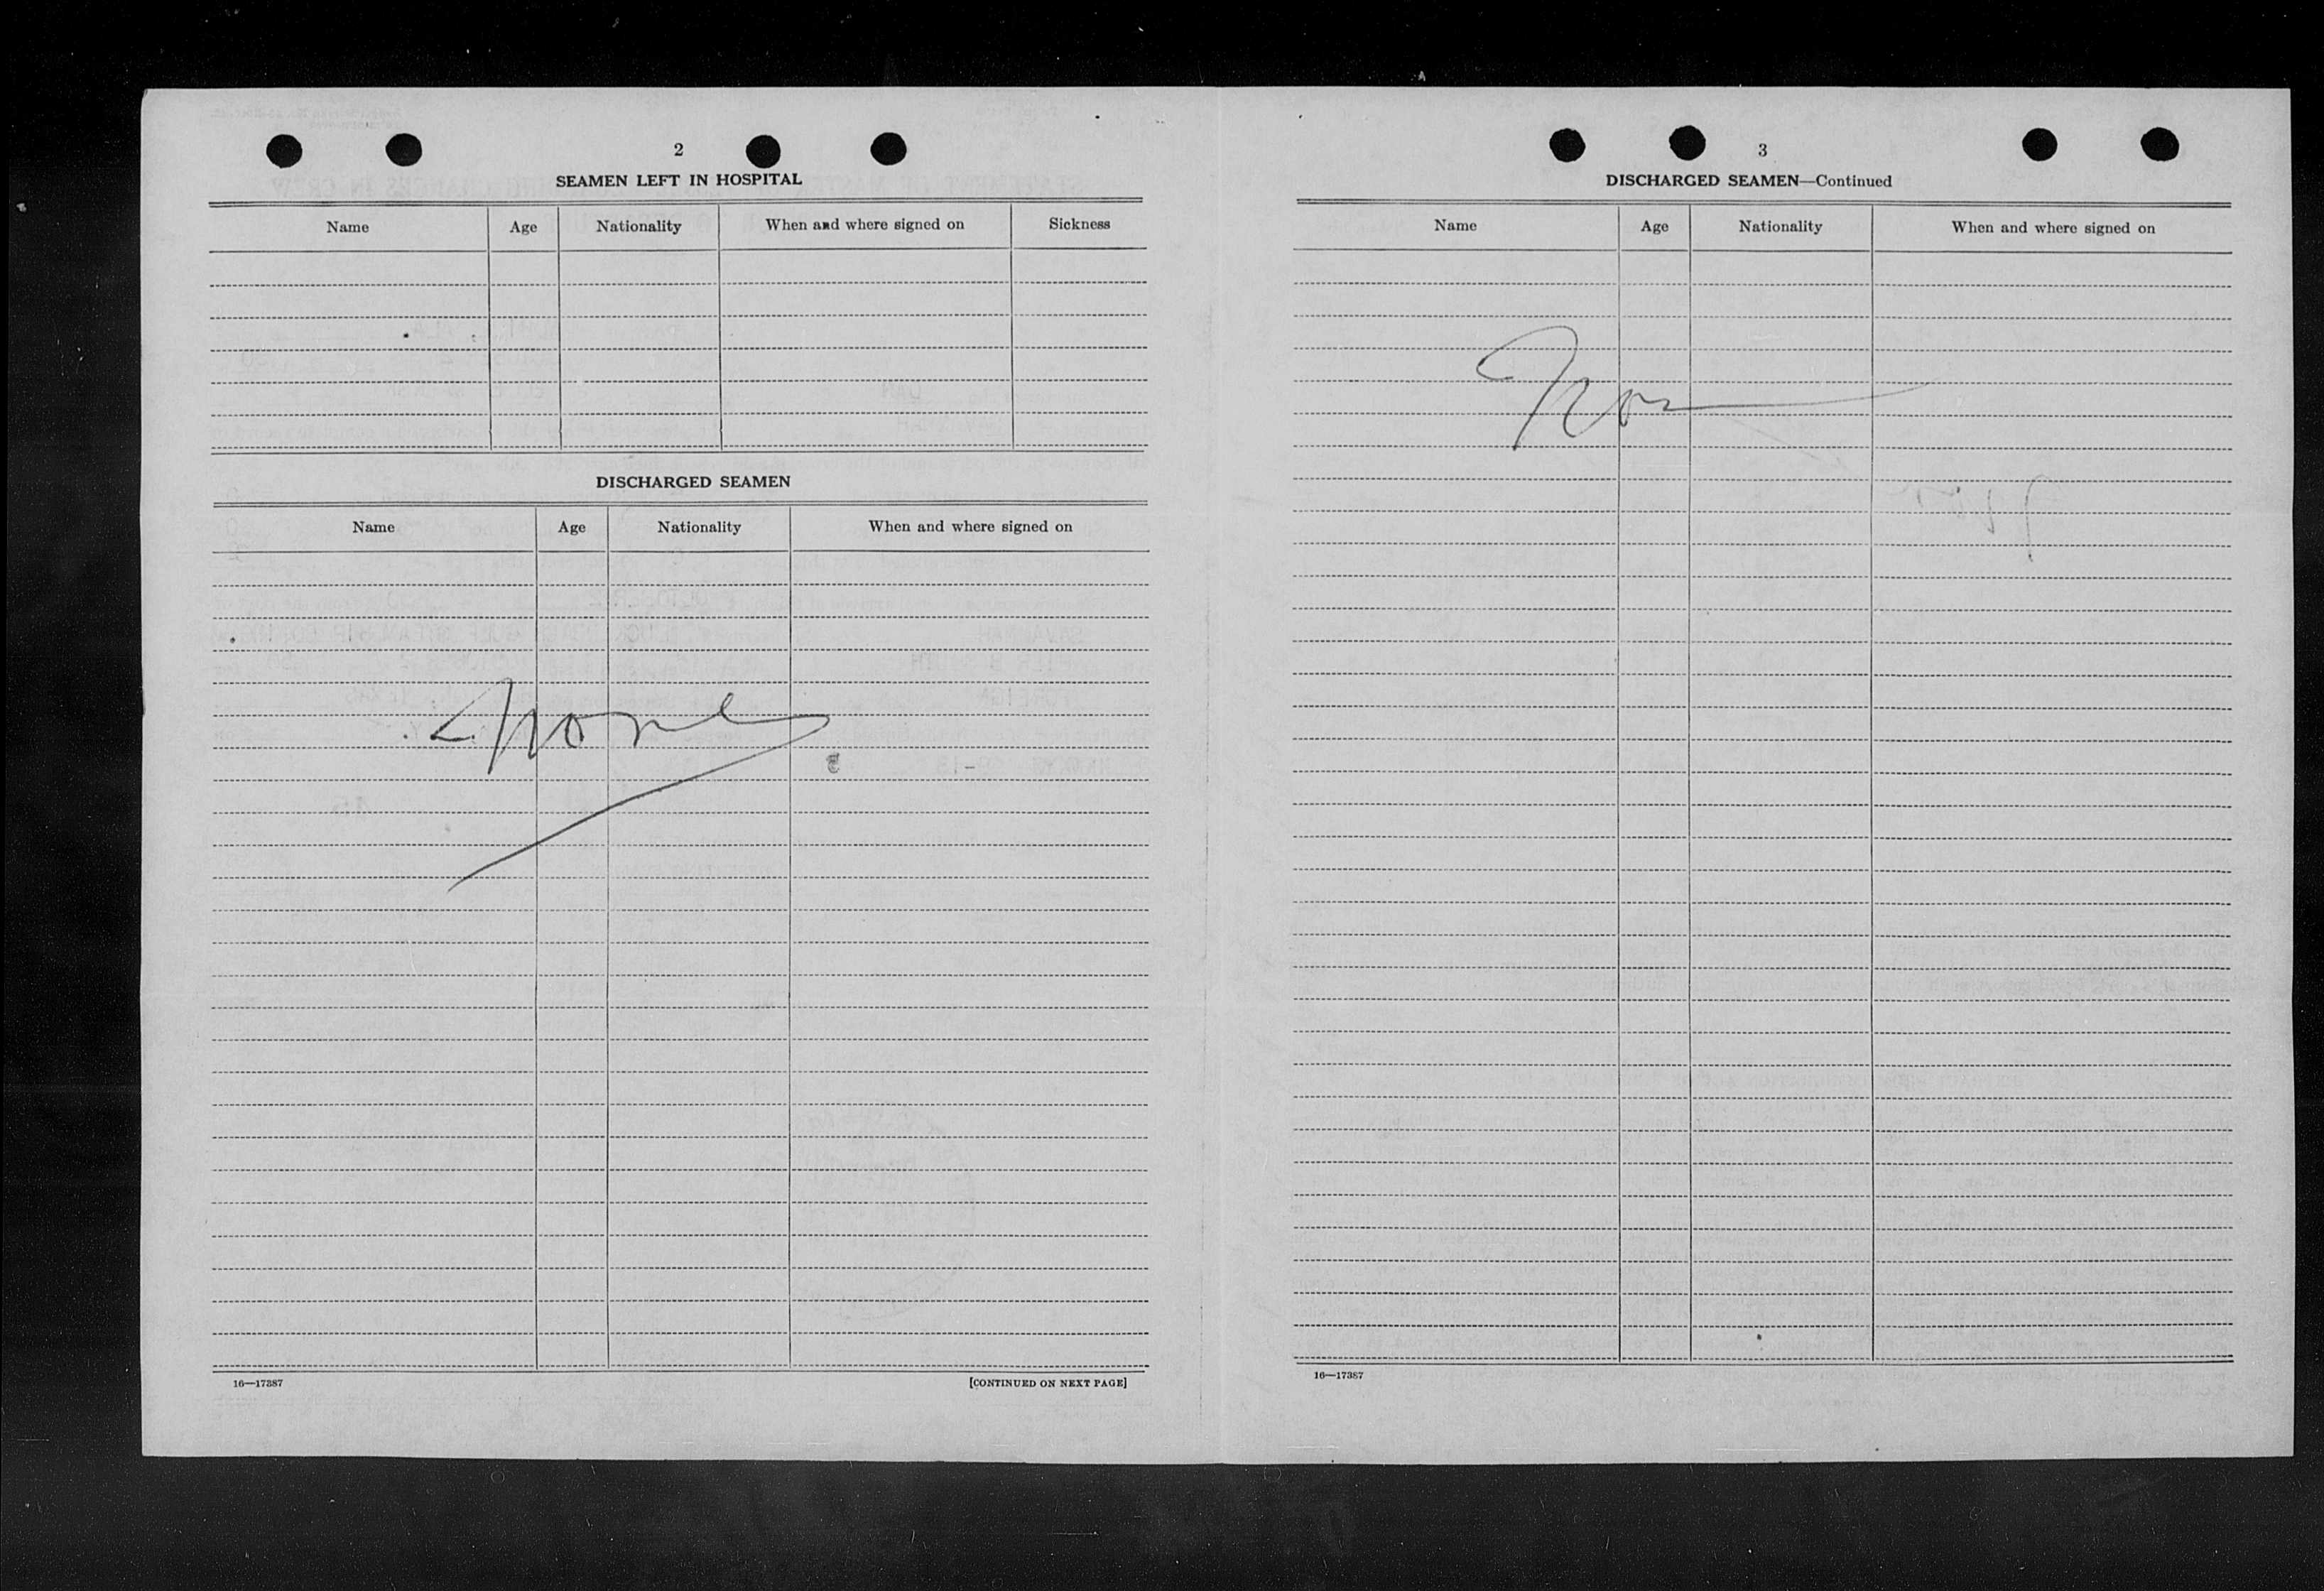 2
SEAMEN LEFT IN HOSPITAL
Name Age Nationality When and where signed on Sickness
DISCHARGED SEAMEN
Name Age Nationality When and where signed on
None
16—17387 [CONTINUED ON NEXT PAGE]
3
DISCHARGED SEAMEN—Continued
Name Age Nationality When and where signed on
Non
16—17387